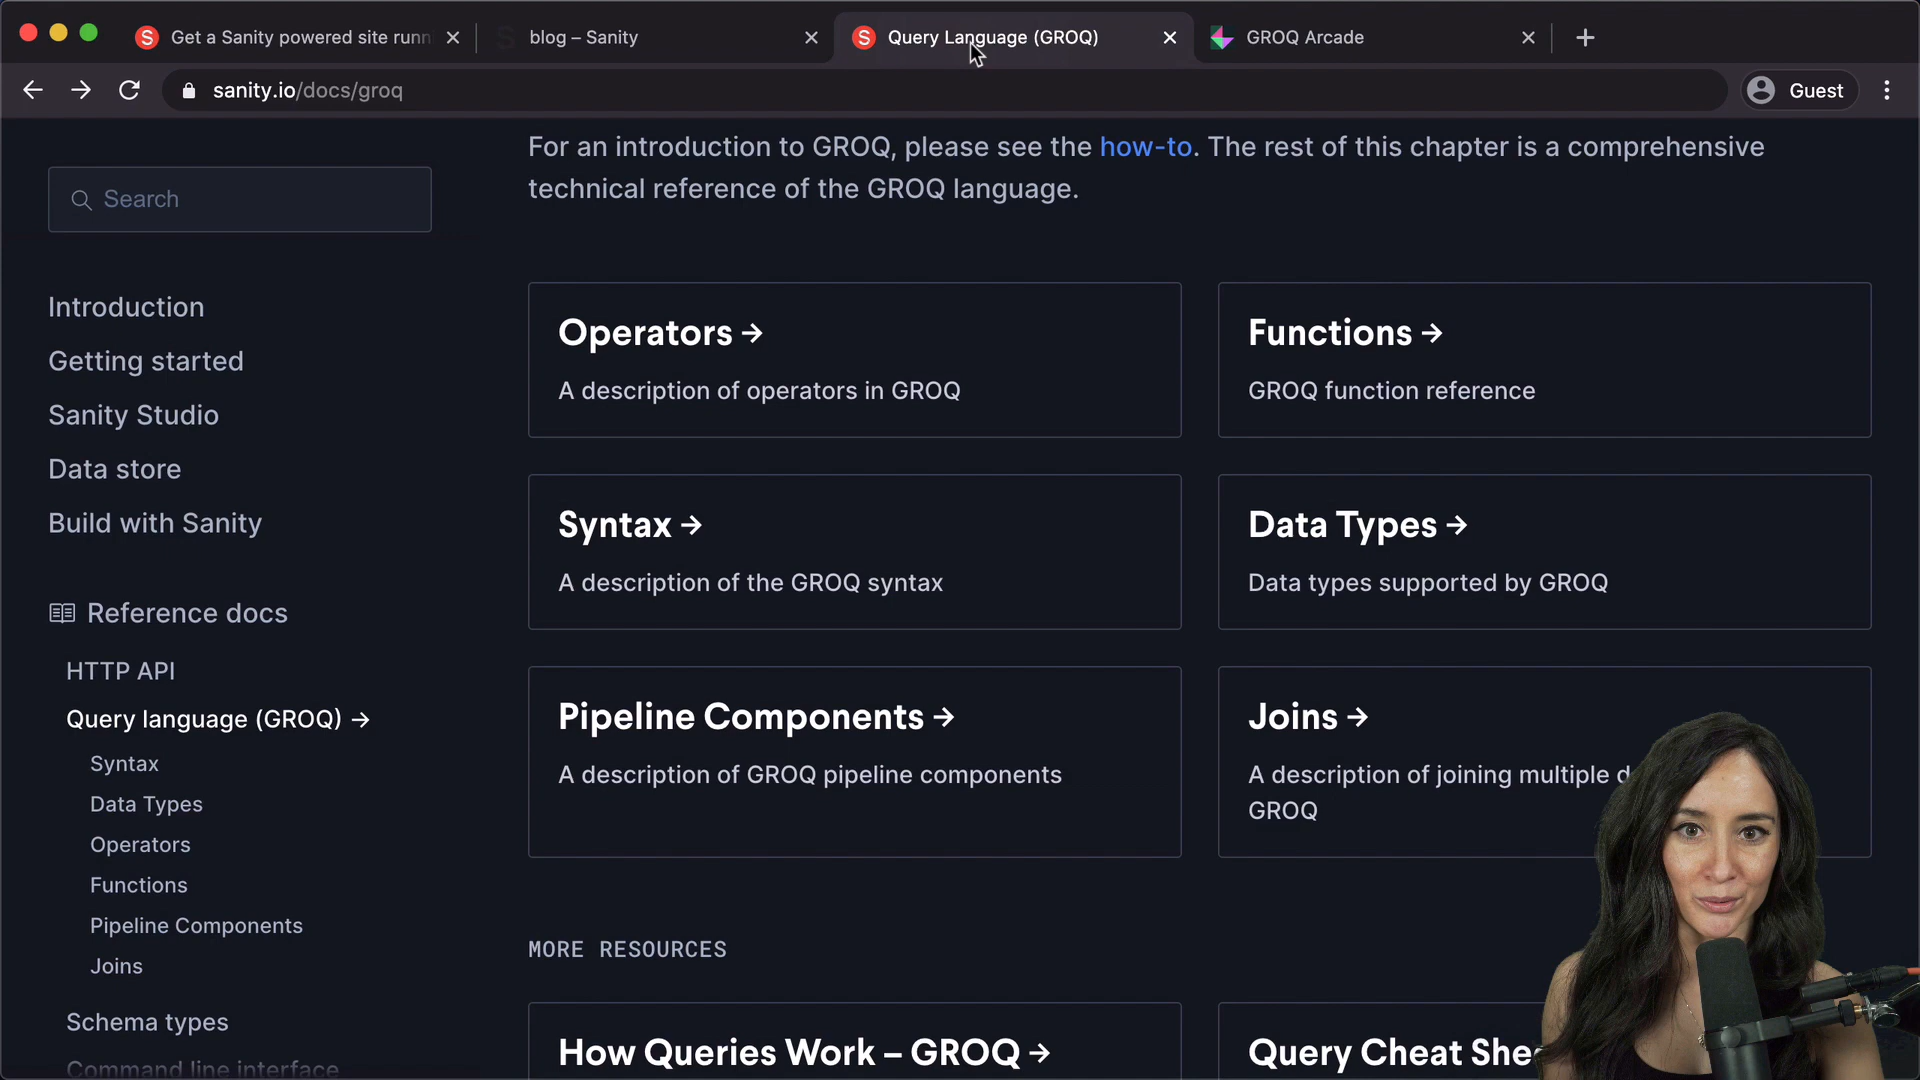 Get a Sanity powered site runn
blog – Sanity
Query Language (GROQ)
GROQ Arcade
sanity.io/docs/groq
Guest
Search
Introduction
Getting started
Sanity Studio
Data store
Build with Sanity
Reference docs
HTTP API
Query language (GROQ) →
Syntax
Data Types
Operators
Functions
Pipeline Components
Joins
Schema types
Command line interface
For an introduction to GROQ, please see the how-to. The rest of this chapter is a comprehensive
technical reference of the GROQ language.
Operators →
A description of operators in GROQ
Functions →
GROQ function reference
Syntax →
A description of the GROQ syntax
Data Types →
Data types supported by GROQ
Pipeline Components →
A description of GROQ pipeline components
Joins →
A description of joining multiple d
GROQ
MORE RESOURCES
How Queries Work – GROQ →
Query Cheat She